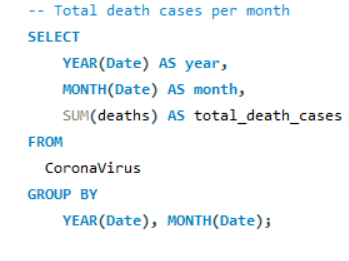 -- Total death cases per month
SELECT
    YEAR(Date) AS year,
    MONTH(Date) AS month,
    SUM(deaths) AS total_death_cases
FROM
  CoronaVirus
GROUP BY
    YEAR(Date), MONTH(Date);